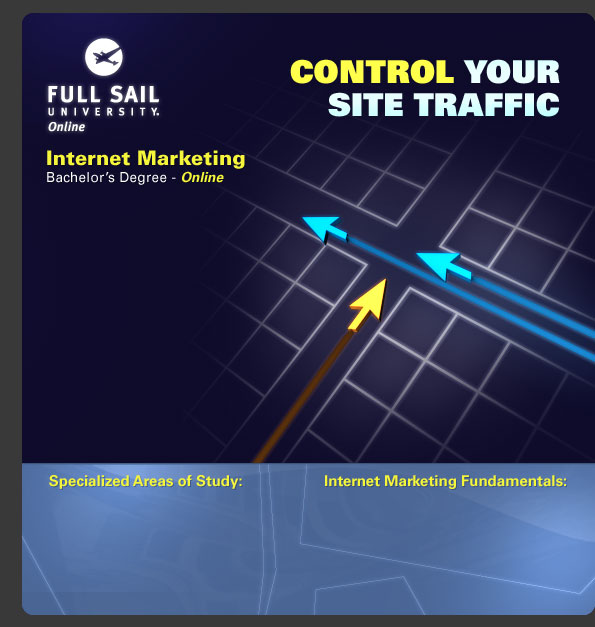 FULL SAIL
UNIVERSITY.
Online
CONTROL YOUR
SITE TRAFFIC
Internet Marketing
Bachelor's Degree - Online
Specialized Areas of Study:
Internet Marketing Fundamentals: